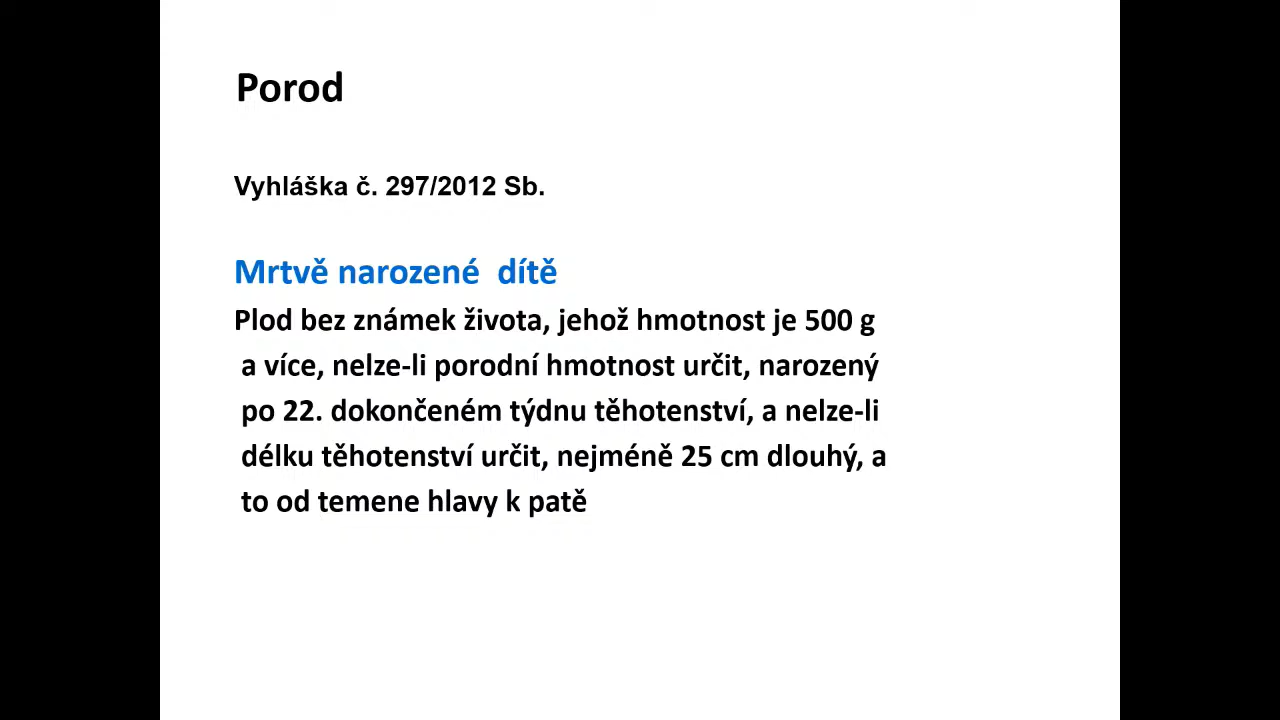 Porod
Vyhláška č. 297/2012 Sb.
Mrtvě narozené  dítě
Plod bez známek života, jehož hmotnost je 500 g
a více, nelze-li porodní hmotnost určit, narozený
po 22. dokončeném týdnu těhotenství, a nelze-li
délku těhotenství určit, nejméně 25 cm dlouhý, a
to od temene hlavy k patě